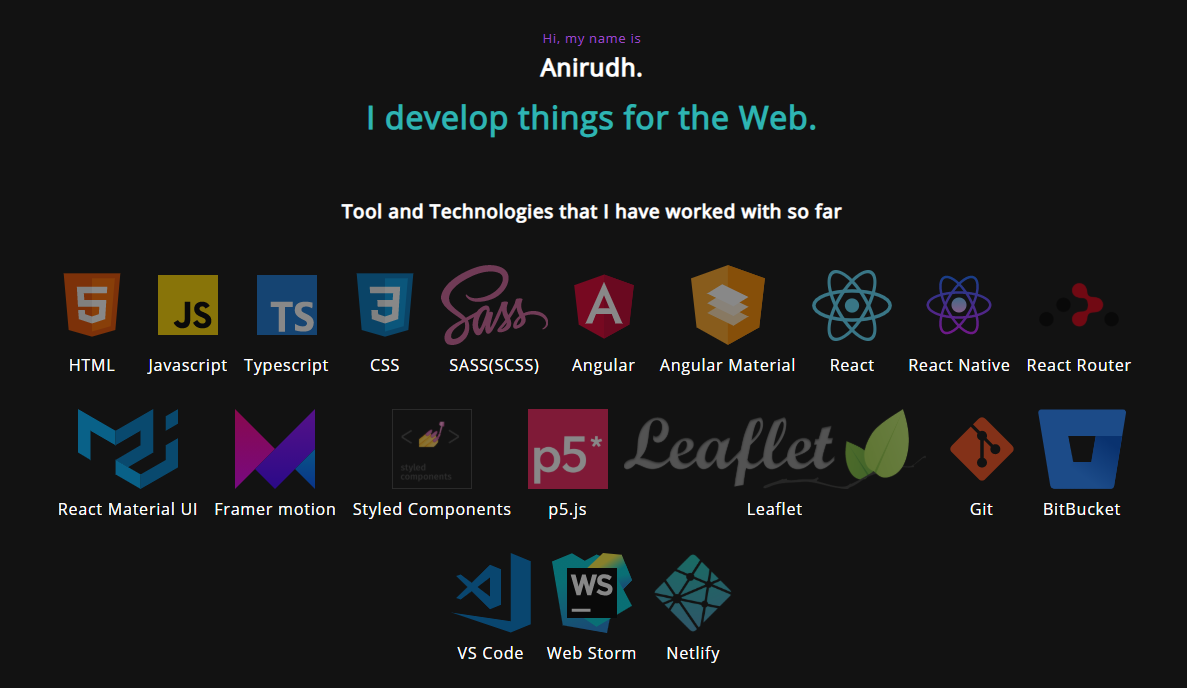 Hi, my name is
Anirudh.
I develop things for the Web.
Tool and Technologies that I have worked with so far
5 JS TS 3 Sass A
HTML Javascript Typescript CSS SASS(SCSS) Angular Angular Material React React Native React Router
< > styled components p5* Leaflet
React Material UI Framer motion Styled Components p5.js Leaflet Git BitBucket
WS
VS Code Web Storm Netlify